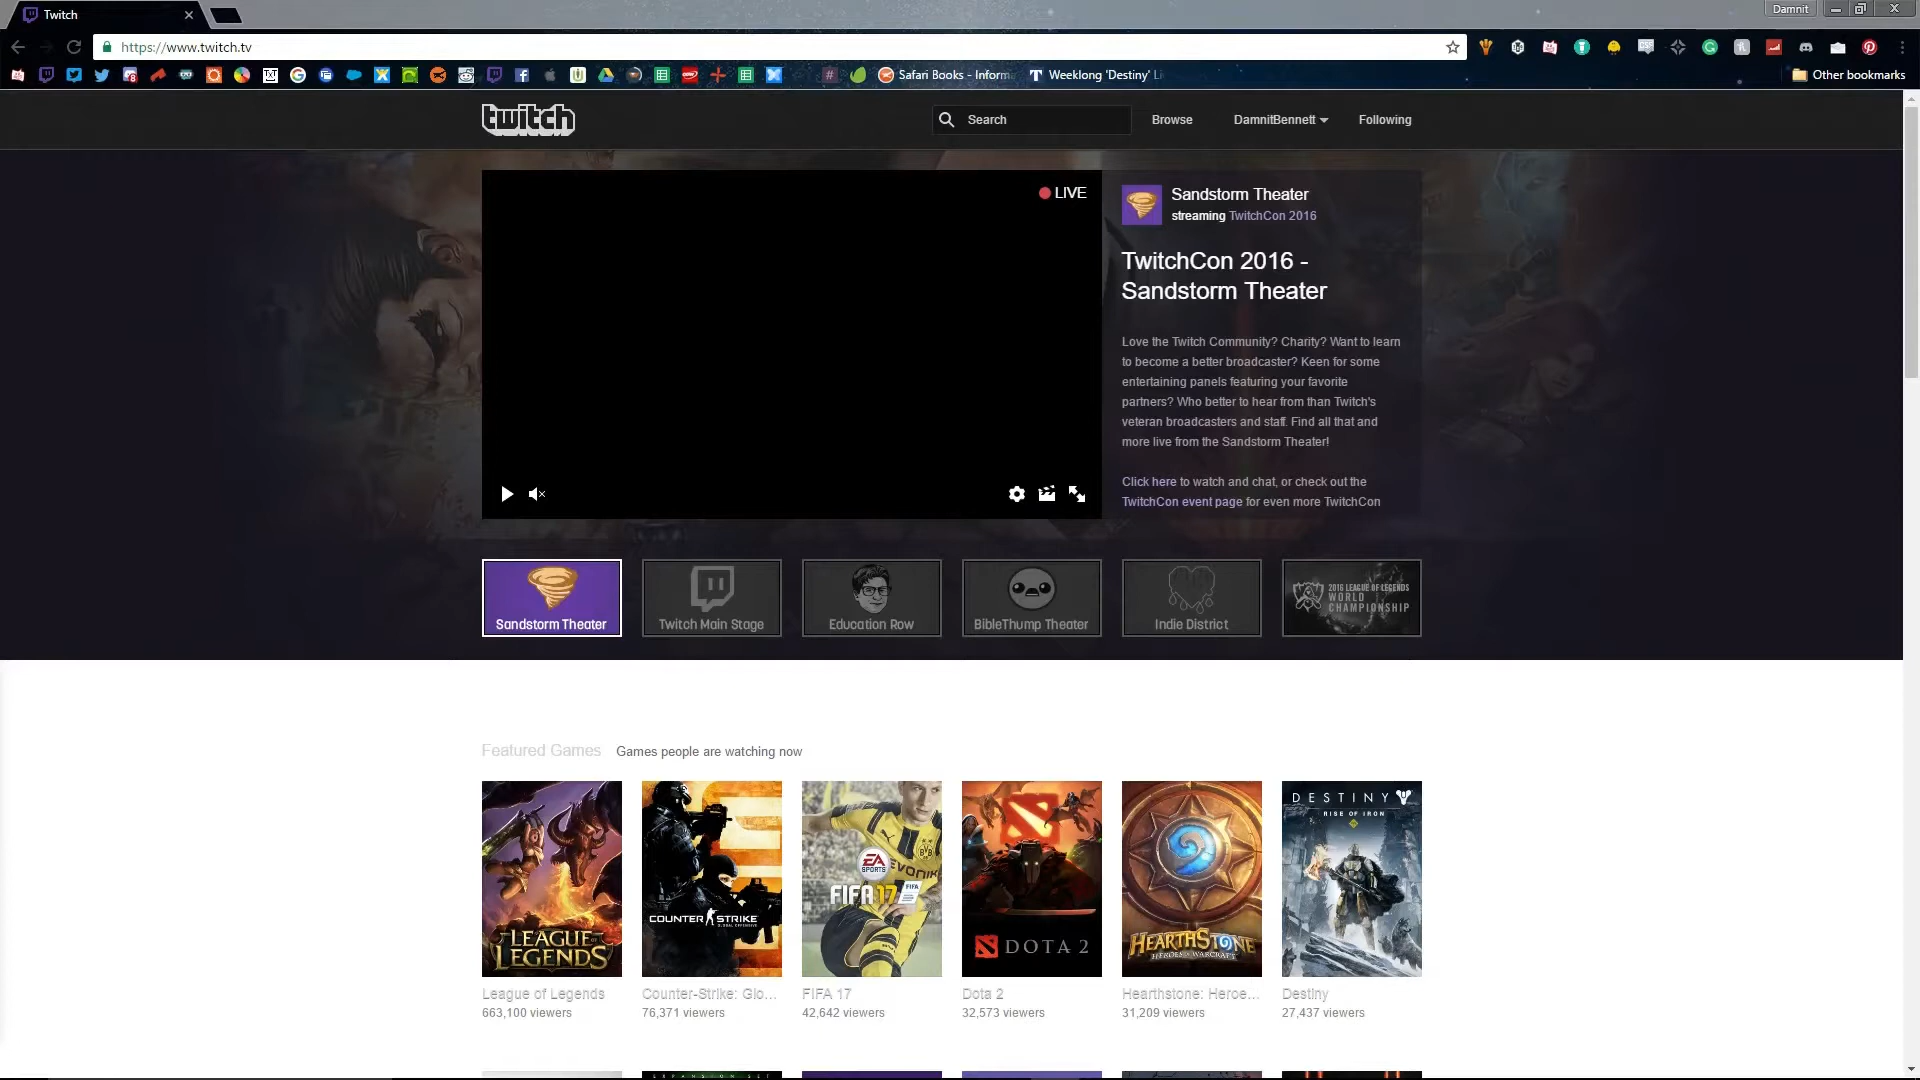 Twitch
Damnit
https://www.twitch.tv
Safari Books - Inform
Weeklong 'Destiny' Li
Other bookmarks
twitch
Search
Browse
DamnitBennett
Following
LIVE
Sandstorm Theater
streaming TwitchCon 2016
TwitchCon 2016 -
Sandstorm Theater
Love the Twitch Community? Charity? Want to learn
to become a better broadcaster? Keen for some
entertaining panels featuring your favorite
partners? Who better to hear from than Twitch's
veteran broadcasters and staff. Find all that and
more live from the Sandstorm Theater!
Click here to watch and chat, or check out the
TwitchCon event page for even more TwitchCon
Sandstorm Theater
Twitch Main Stage
Education Row
BibleThump Theater
Indie District
2016 LEAGUE OF LEGENDS
WORLD
CHAMPIONSHIP
Featured Games
Games people are watching now
LEAGUE OF
LEGENDS
COUNTER STRIKE
GLOBAL OFFENSIVE
EA
SPORTS
EVONIK
FIFA 17
FIFA
DOTA 2
HEARTHSTONE
HEROES OF WARCRAFT
DESTINY
RISE OF IRON
League of Legends
663,100 viewers
Counter-Strike: Glo...
76,371 viewers
FIFA 17
42,642 viewers
Dota 2
32,573 viewers
Hearthstone: Heroe...
31,209 viewers
Destiny
27,437 viewers